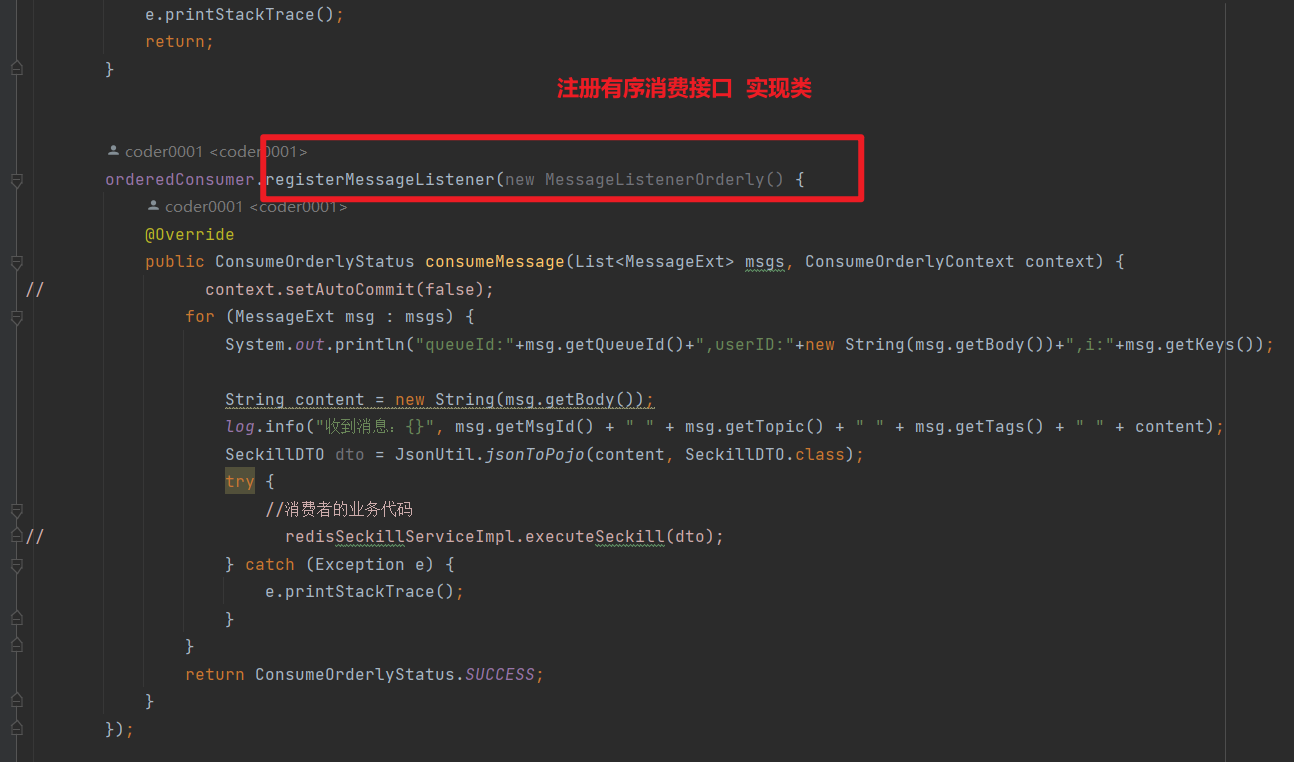 e.printStackTrace();
return;
}
注册有序消费接口 实现类
coder0001 <coder0001>
orderedConsumer.registerMessageListener(new MessageListenerOrderly() {
coder0001 <coder0001>
@Override
public ConsumeOrderlyStatus consumeMessage(List<MessageExt> msgs, ConsumeOrderlyContext context) {
// context.setAutoCommit(false);
for (MessageExt msg : msgs) {
System.out.println("queueId:"+msg.getQueueId()+",userID:"+new String(msg.getBody())+",i:"+msg.getKeys());
String content = new String(msg.getBody());
log.info("收到消息：{}", msg.getMsgId() + " " + msg.getTopic() + " " + msg.getTags() + " " + content);
SeckillDTO dto = JsonUtil.jsonToPojo(content, SeckillDTO.class);
try {
//消费者的业务代码
// redisSeckillServiceImpl.executeSeckill(dto);
} catch (Exception e) {
e.printStackTrace();
}
}
return ConsumeOrderlyStatus.SUCCESS;
}
});